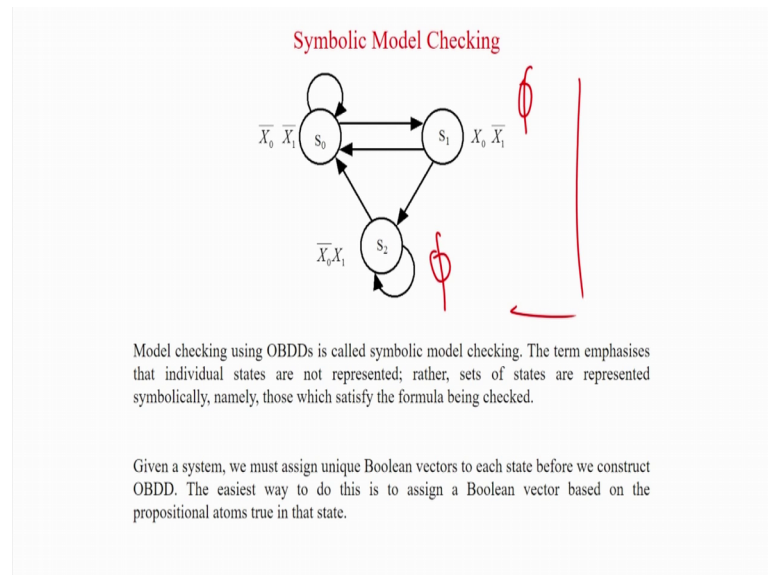 Symbolic Model Checking
ϕ
X̅₀ X̅₁ S₀ S₁ X₀ X̅₁
X̅₀X₁ S₂ ϕ
Model checking using OBDDs is called symbolic model checking. The term emphasises
that individual states are not represented; rather, sets of states are represented
symbolically, namely, those which satisfy the formula being checked.
Given a system, we must assign unique Boolean vectors to each state before we construct
OBDD. The easiest way to do this is to assign a Boolean vector based on the
propositional atoms true in that state.